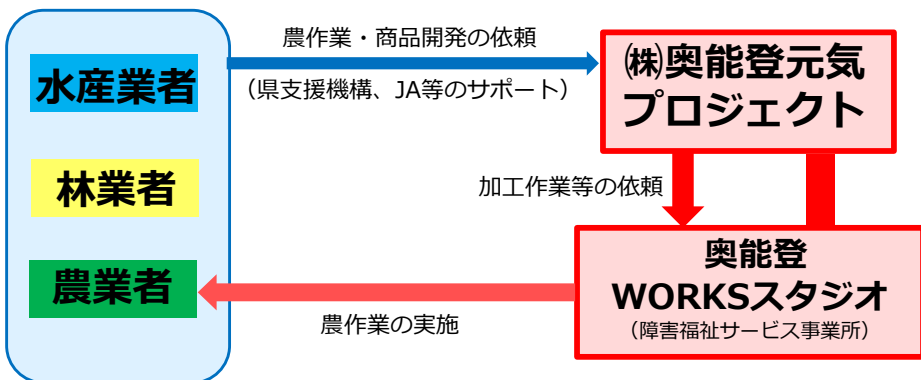 農作業・商品開発の依頼
（県支援機構、JA等のサポート）
水産業者
林業者
農業者
㈱奥能登元気
プロジェクト
加工作業等の依頼
奥能登
WORKSスタジオ
（障害福祉サービス事業所）
農作業の実施